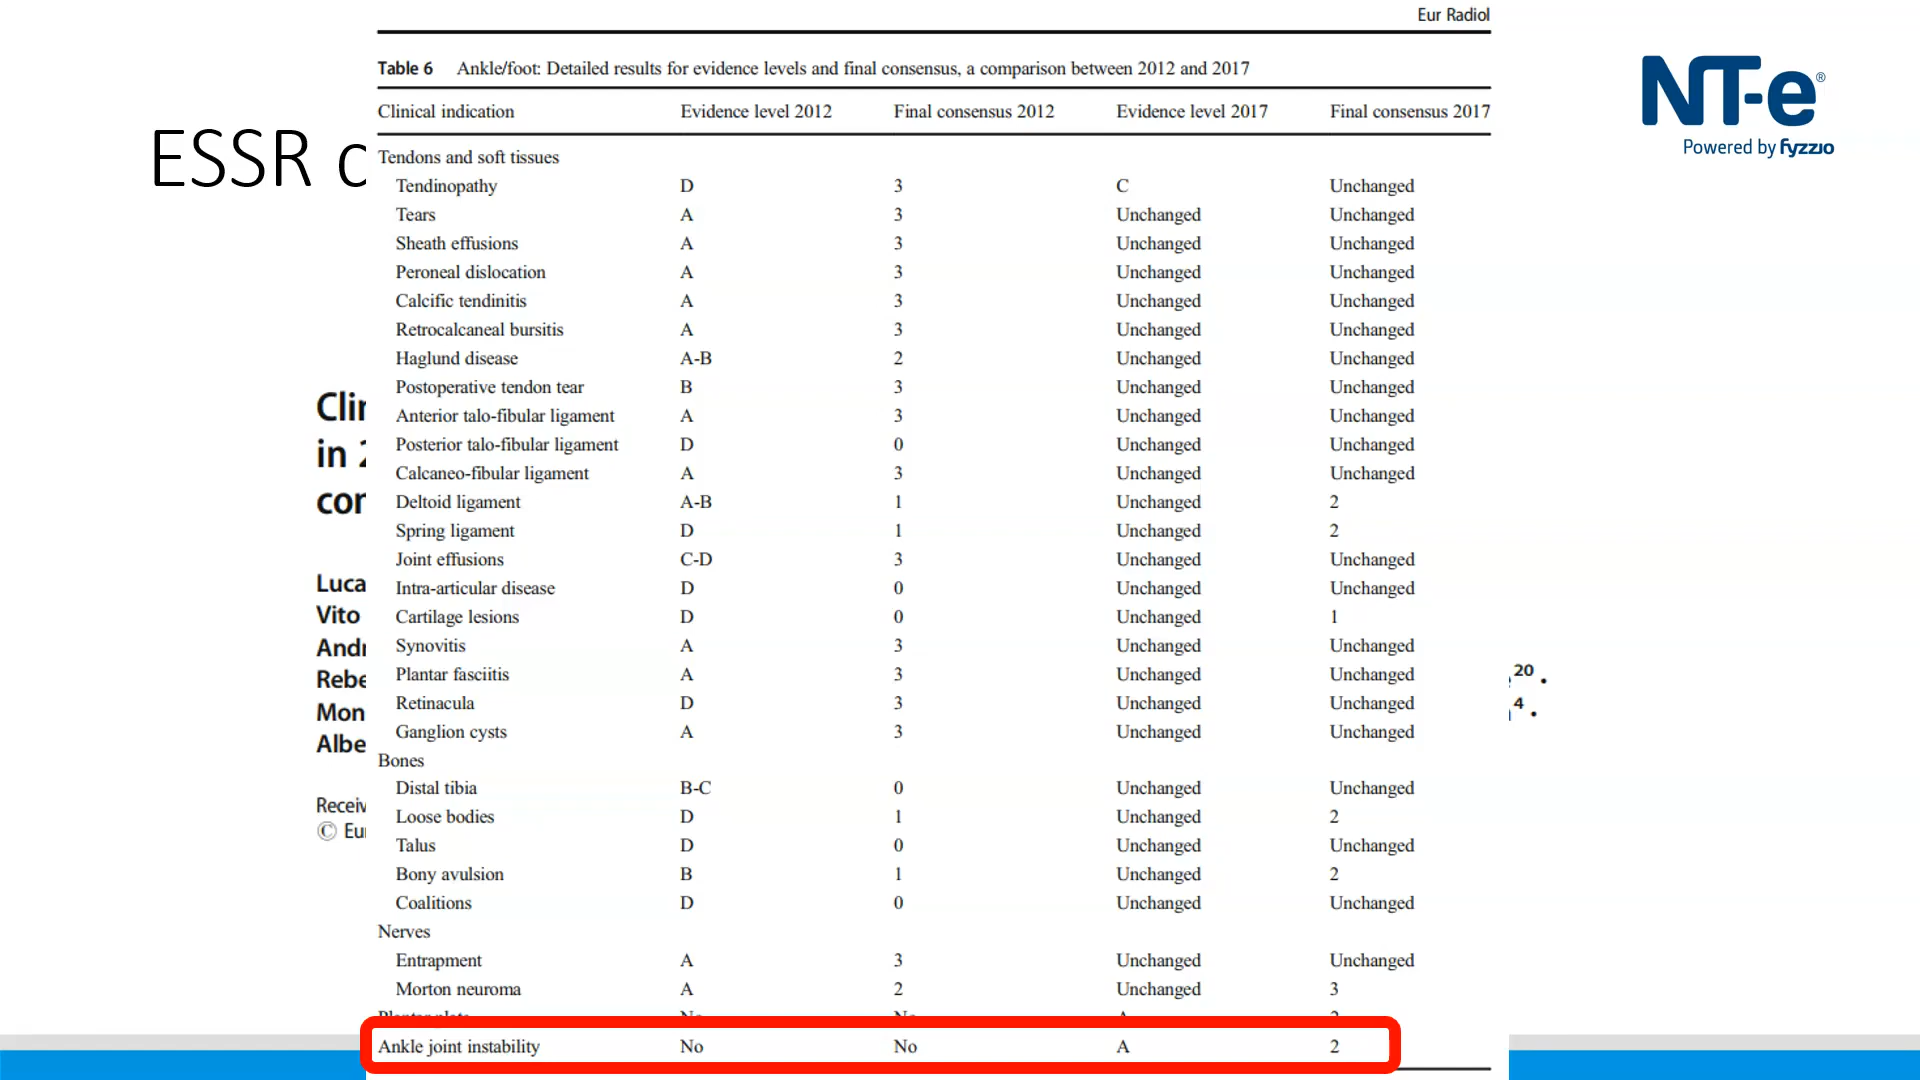 Eur Radiol
Table 6 Ankle/foot: Detailed results for evidence levels and final consensus, a comparison between 2012 and 2017
Clinical indication Evidence level 2012 Final consensus 2012 Evidence level 2017 Final consensus 2017
Tendons and soft tissues
Tendinopathy D 3 C Unchanged
Tears A 3 Unchanged Unchanged
Sheath effusions A 3 Unchanged Unchanged
Peroneal dislocation A 3 Unchanged Unchanged
Calcific tendinitis A 3 Unchanged Unchanged
Retrocalcaneal bursitis A 3 Unchanged Unchanged
Haglund disease A-B 2 Unchanged Unchanged
Postoperative tendon tear B 3 Unchanged Unchanged
Anterior talo-fibular ligament A 3 Unchanged Unchanged
Posterior talo-fibular ligament D 0 Unchanged Unchanged
Calcaneo-fibular ligament A 3 Unchanged Unchanged
Deltoid ligament A-B 1 Unchanged 2
Spring ligament D 1 Unchanged 2
Joint effusions C-D 3 Unchanged Unchanged
Intra-articular disease D 0 Unchanged Unchanged
Cartilage lesions D 0 Unchanged 1
Synovitis A 3 Unchanged Unchanged
Plantar fasciitis A 3 Unchanged Unchanged
Retinacula D 3 Unchanged Unchanged
Ganglion cysts A 3 Unchanged Unchanged
Bones
Distal tibia B-C 0 Unchanged Unchanged
Loose bodies D 1 Unchanged 2
Talus D 0 Unchanged Unchanged
Bony avulsion B 1 Unchanged 2
Coalitions D 0 Unchanged Unchanged
Nerves
Entrapment A 3 Unchanged Unchanged
Morton neuroma A 2 Unchanged 3
Ankle joint instability No No A 2
ESSR
in
Luca
Vito
©
20
4
NT-e®
Powered by fyzzio